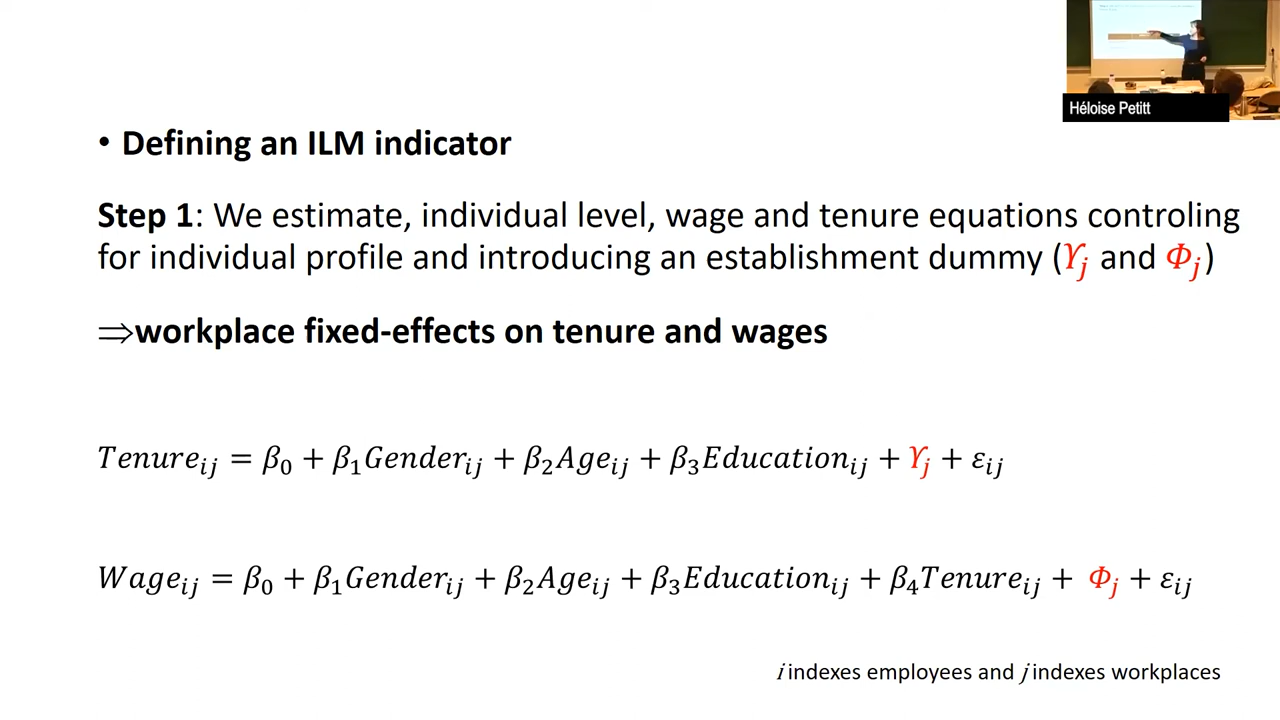 Héloise Petitt
• Defining an ILM indicator
Step 1: We estimate, individual level, wage and tenure equations controling
for individual profile and introducing an establishment dummy (ϒj and Φj)
⇒workplace fixed-effects on tenure and wages
Tenureij = β0 + β1Genderij + β2Ageij + β3Educationij + ϒj + εij
Wageij = β0 + β1Genderij + β2Ageij + β3Educationij + β4Tenureij + Φj + εij
i indexes employees and j indexes workplaces